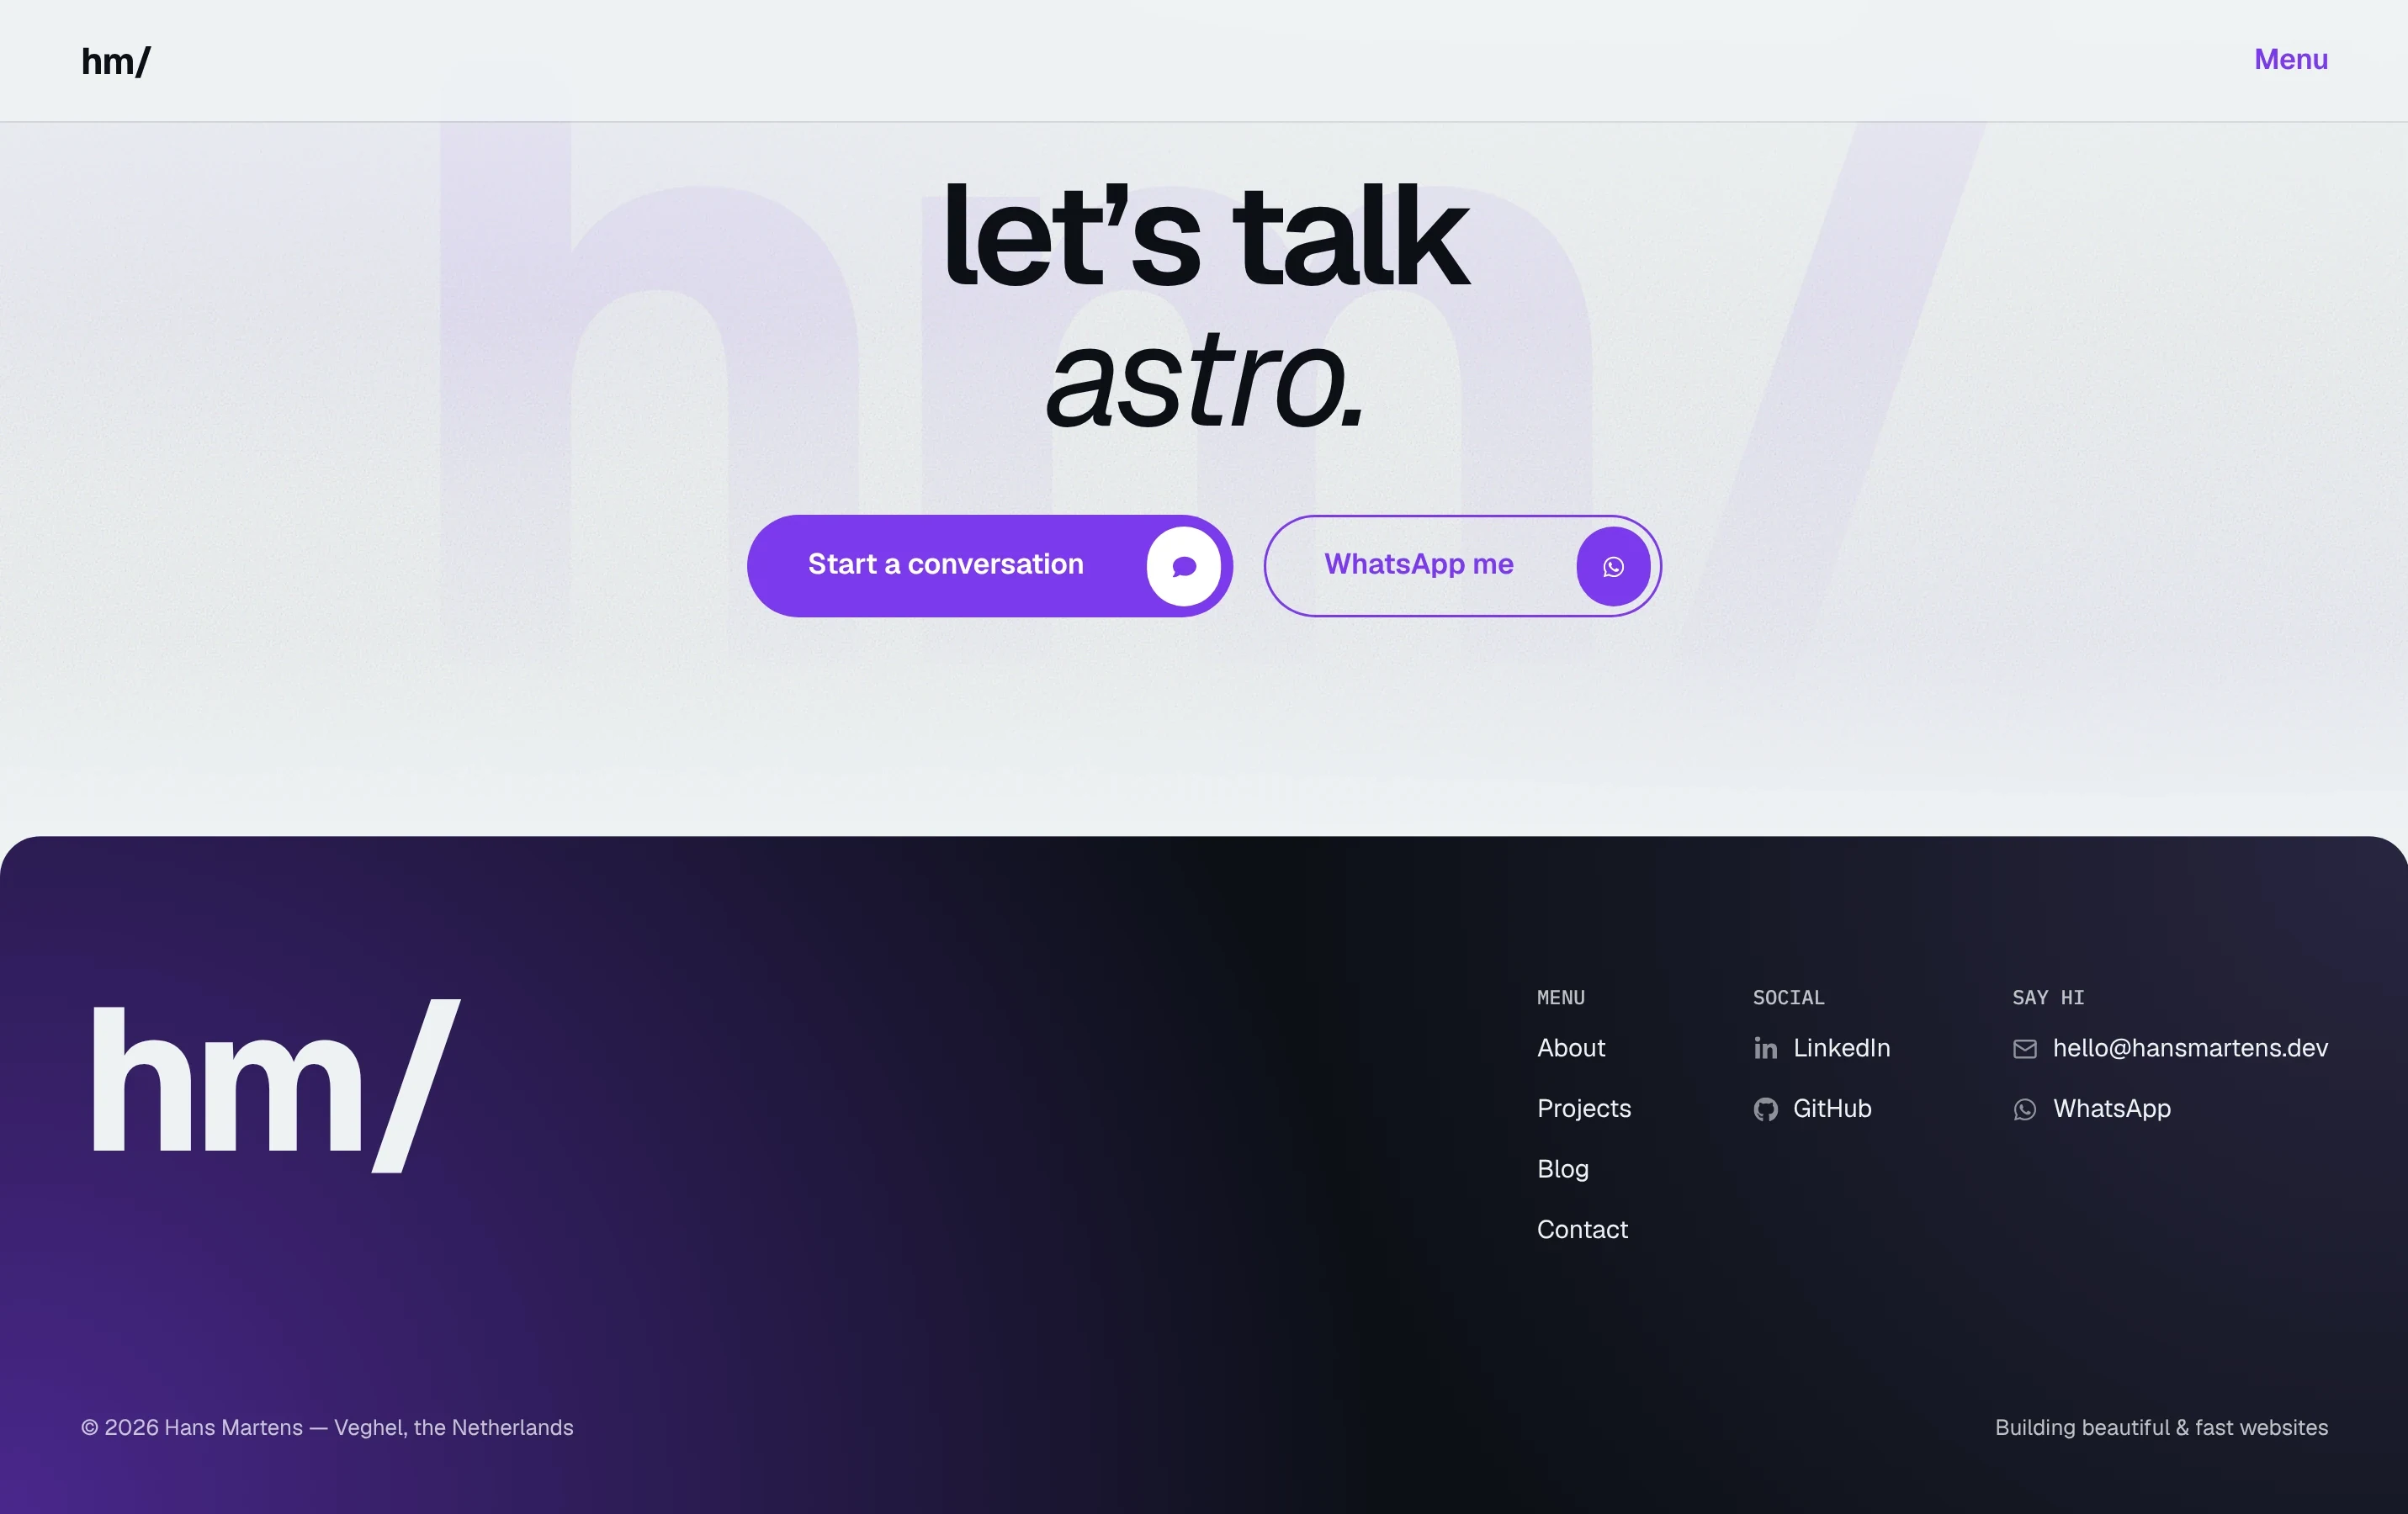 hm/
Menu
hm/
let’s talk
astro.
Start a conversation
WhatsApp me
hm/
MENU
About
Projects
Blog
Contact
SOCIAL
LinkedIn
GitHub
SAY HI
hello@hansmartens.dev
WhatsApp
© 2026 Hans Martens — Veghel, the Netherlands
Building beautiful & fast websites